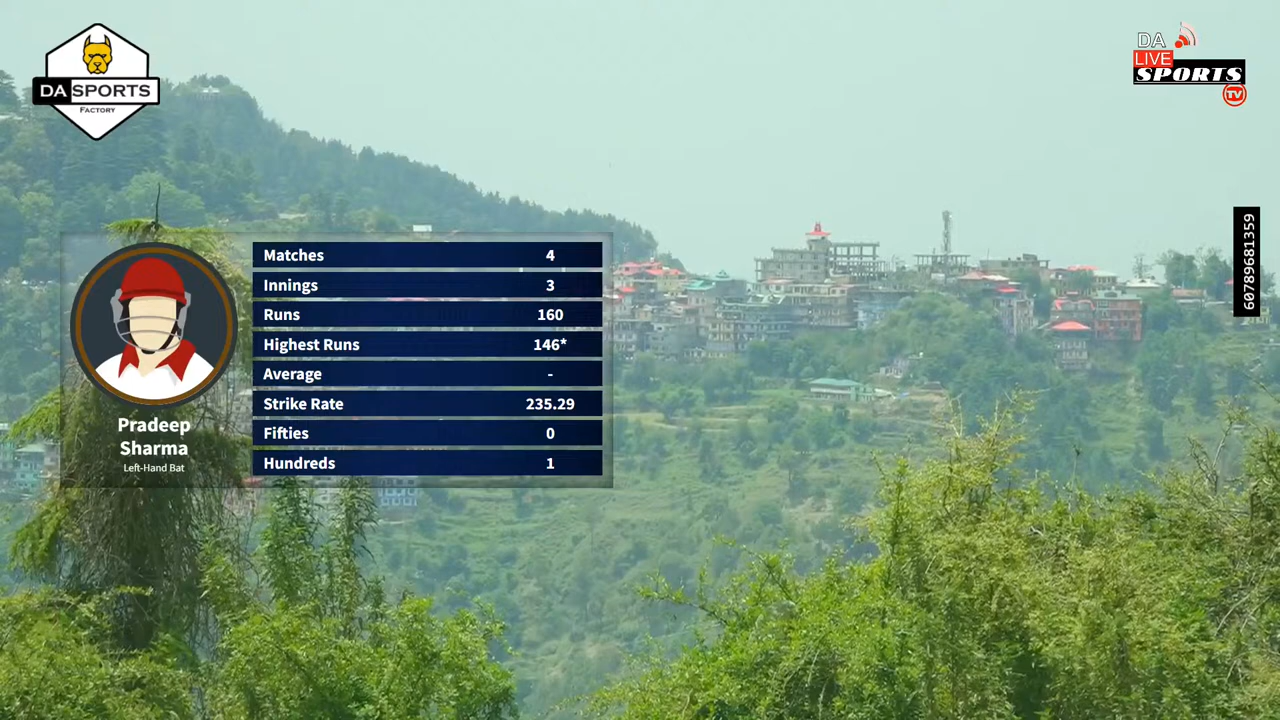 DA SPORTS
FACTORY
DA
LIVE
SPORTS
TV
60789681359
Matches 4
Innings 3
Runs 160
Highest Runs 146*
Average -
Strike Rate 235.29
Fifties 0
Hundreds 1
Pradeep
Sharma
Left-Hand Bat